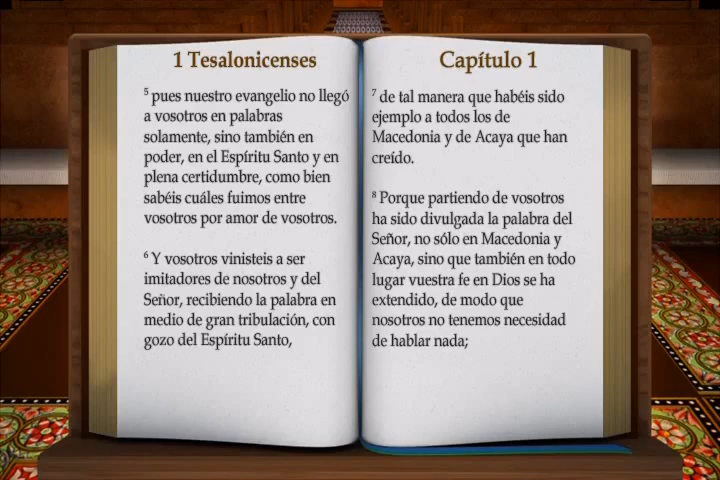 1 Tesalonicenses
5 pues nuestro evangelio no llegó
a vosotros en palabras
solamente, sino también en
poder, en el Espíritu Santo y en
plena certidumbre, como bien
sabéis cuáles fuimos entre
vosotros por amor de vosotros.
6 Y vosotros vinisteis a ser
imitadores de nosotros y del
Señor, recibiendo la palabra en
medio de gran tribulación, con
gozo del Espíritu Santo,
Capítulo 1
7 de tal manera que habéis sido
ejemplo a todos los de
Macedonia y de Acaya que han
creído.
8 Porque partiendo de vosotros
ha sido divulgada la palabra del
Señor, no sólo en Macedonia y
Acaya, sino que también en todo
lugar vuestra fe en Dios se ha
extendido, de modo que
nosotros no tenemos necesidad
de hablar nada;